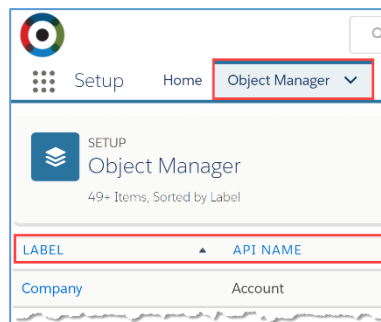 Setup Home Object Manager
SETUP
Object Manager
49+ Items, Sorted by Label
LABEL API NAME
Company Account